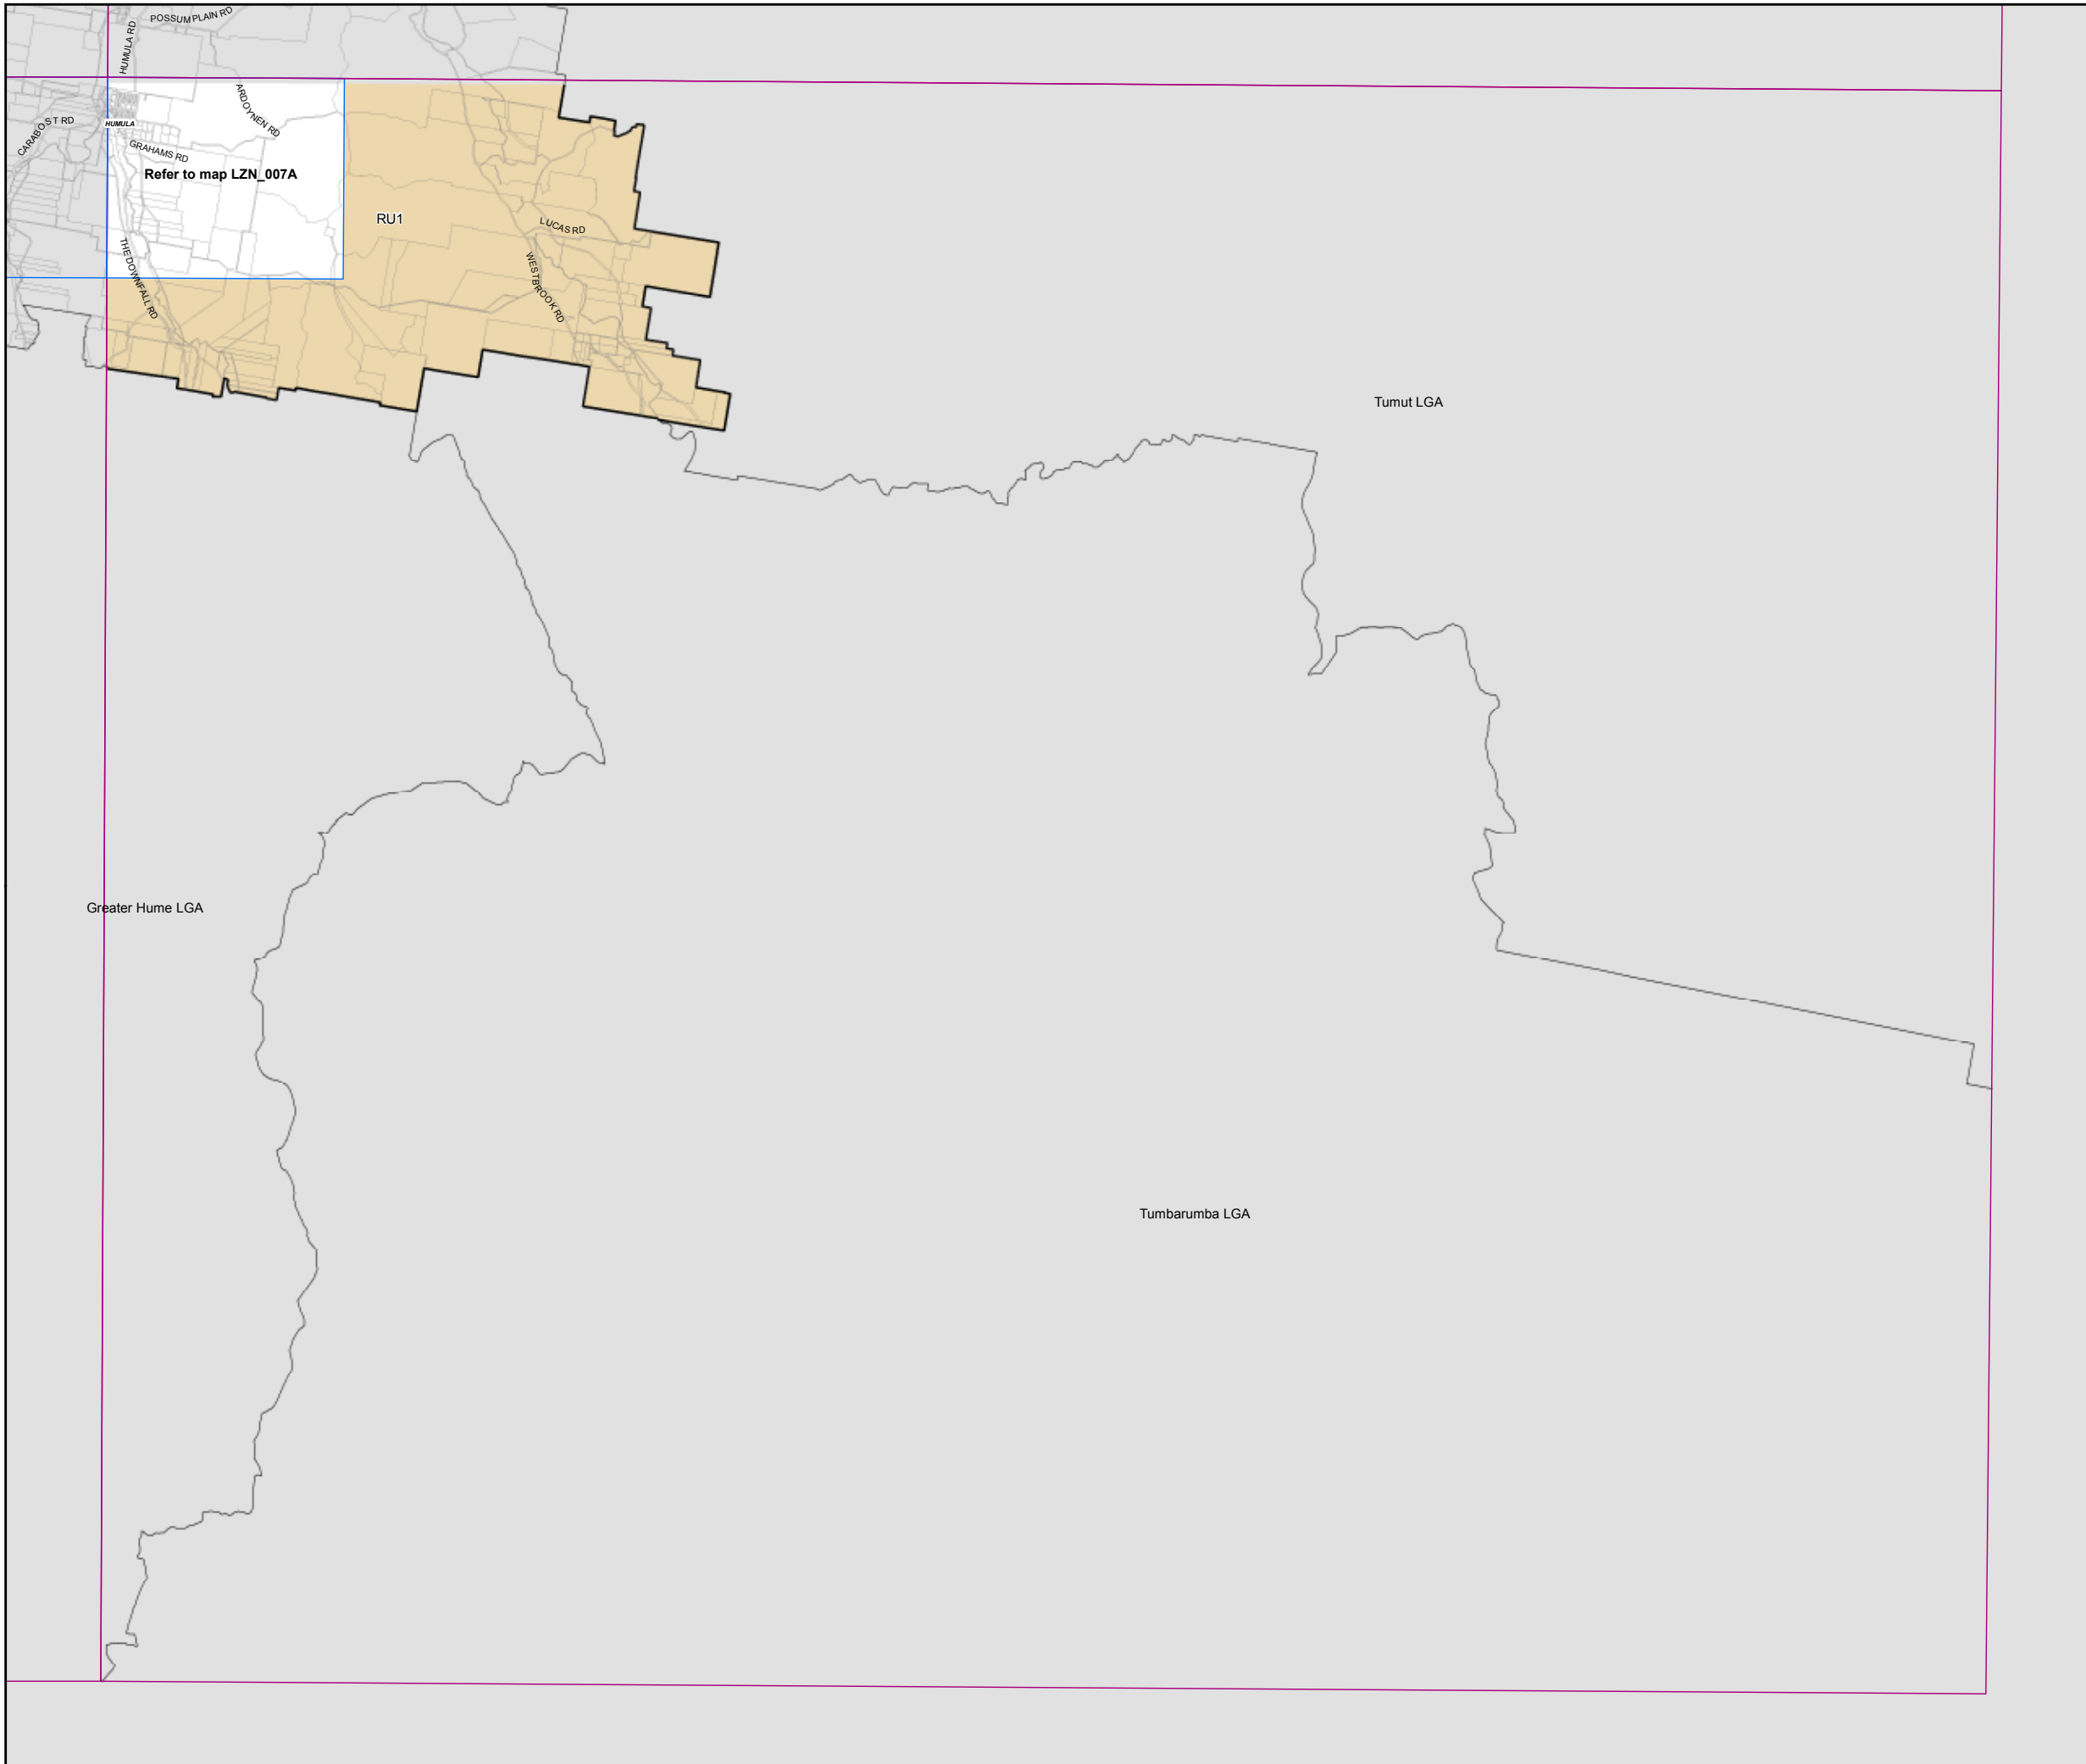 POSSUM PLAIN RD
HUMULA RD
ARDOYNEN RD
CARABOST RD
HUMULA
GRAHAMS RD
Refer to map LZN_007A
RU1
LUCAS RD
THE DOWNFALL RD
WESTBROOK RD
Tumut LGA
Greater Hume LGA
Tumbarumba LGA